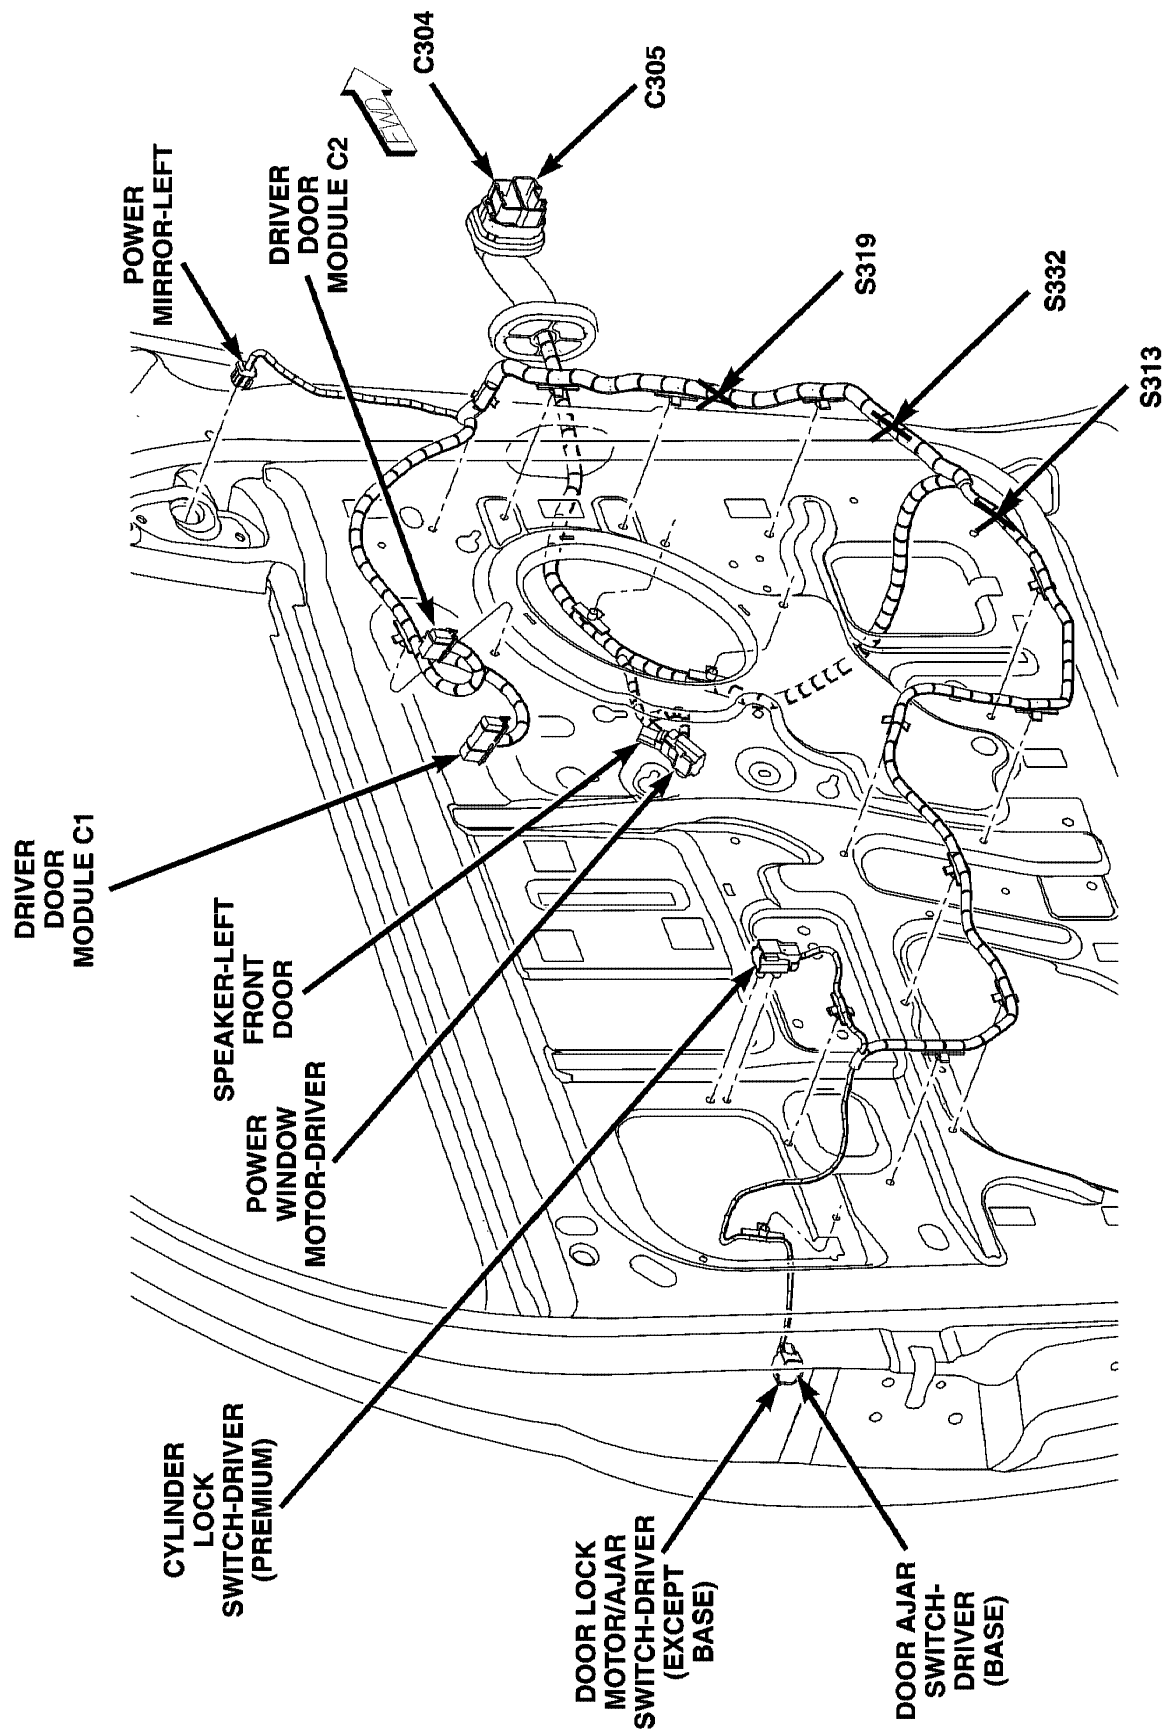 DRIVER
DOOR
MODULE C1
SPEAKER-LEFT
FRONT
DOOR
POWER
WINDOW
MOTOR-DRIVER
CYLINDER
LOCK
SWITCH-DRIVER
(PREMIUM)
DOOR LOCK
MOTOR/AJAR
SWITCH-DRIVER
(EXCEPT
BASE)
DOOR AJAR
SWITCH-
DRIVER
(BASE)
POWER
MIRROR-LEFT
DRIVER
DOOR
MODULE C2
FWD
C304
C305
S319
S332
S313